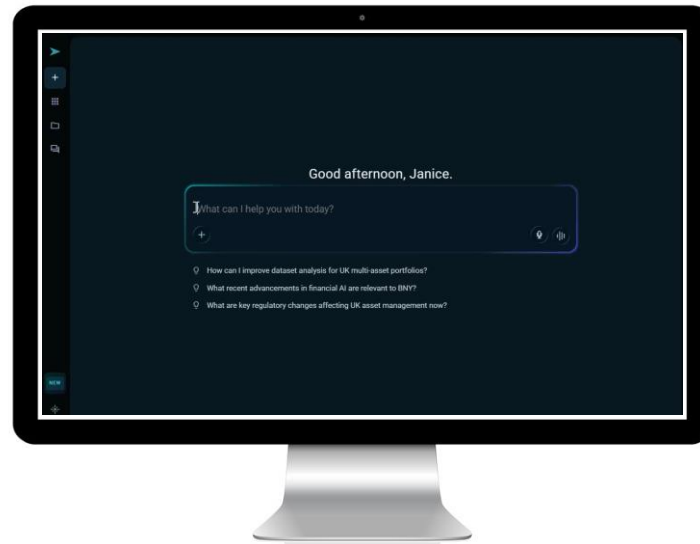 Good afternoon, Janice.
What can I help you with today?
How can I improve dataset analysis for UK multi-asset portfolios?
What recent advancements in financial AI are relevant to BNY?
What are key regulatory changes affecting UK asset management now?
NEW